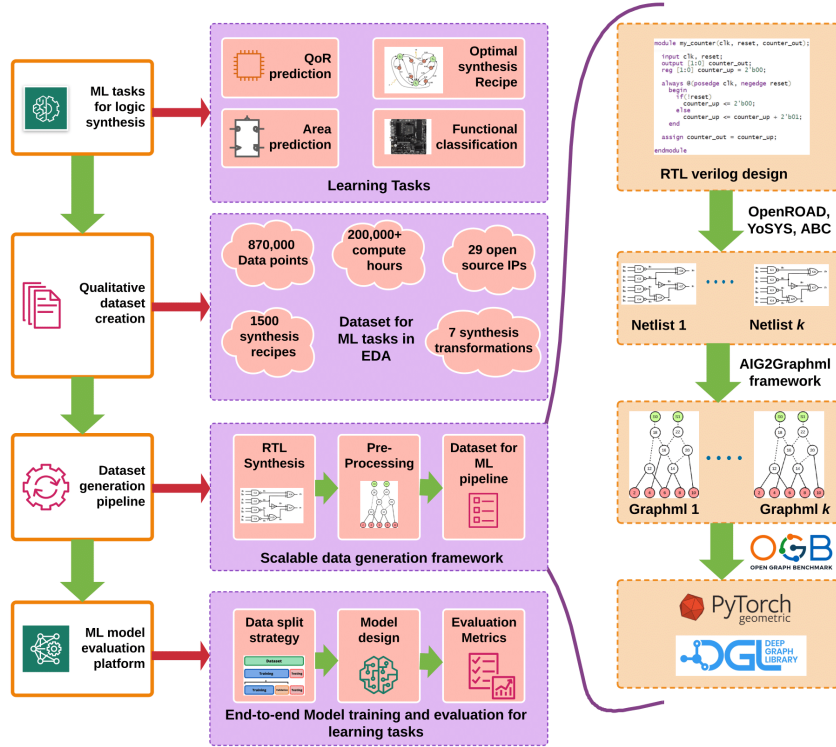 ML tasks
for logic
synthesis
QoR
prediction
Optimal
synthesis
Recipe
Area
prediction
Functional
classification
Learning Tasks
Qualitative
dataset
creation
870,000
Data points
200,000+
compute
hours
29 open
source IPs
1500
synthesis
recipes
Dataset for
ML tasks in
EDA
7 synthesis
transformations
Dataset
generation
pipeline
RTL
Synthesis
Pre-
Processing
Dataset for
ML
pipeline
Scalable data generation framework
ML model
evaluation
platform
Data split
strategy
Dataset
Training
Testing
Training
Testing
Model
design
Evaluation
Metrics
End-to-end Model training and evaluation for
learning tasks
module my_counter(clk, reset, counter_out);
input clk, reset;
output [1:0] counter_out;
reg [1:0] counter_up = 2'b00;
always @(posedge clk, negedge reset)
begin
if(!reset)
counter_up <= 2'b00;
else
counter_up <= counter_up + 2'b01;
end
assign counter_out = counter_up;
endmodule
RTL verilog design
OpenROAD,
YoSYS, ABC
Netlist 1
Netlist k
AIG2Graphml
framework
Graphml 1
Graphml k
OGB
OPEN GRAPH BENCHMARK
PyTorch
geometric
DGL
DEEP
GRAPH
LIBRARY